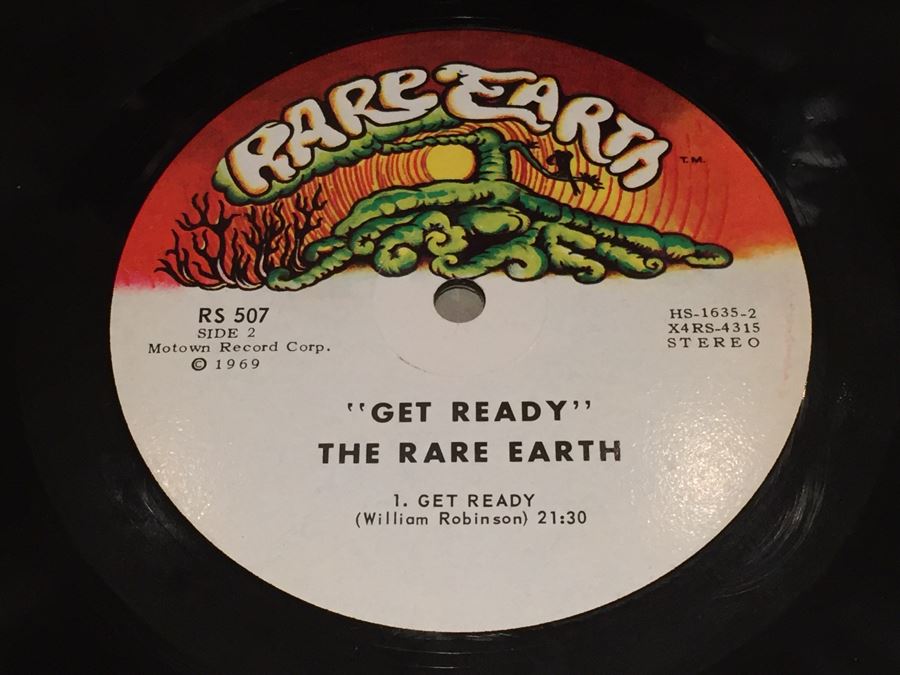 RARE EARTH
T.M.
RS 507
SIDE 2
Motown Record Corp.
© 1969
HS-1635-2
X4RS-4315
STEREO
"GET READY"
THE RARE EARTH
1. GET READY
(William Robinson) 21:30